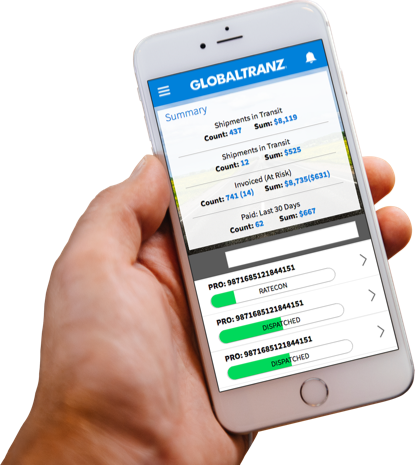 GLOBALTRANZ
Summary
Shipments in Transit
Count: 437 Sum: $8,119
Shipments in Transit
Count: 12 Sum: $525
Invoiced (At Risk)
Count: 741 (14) Sum: $8,735($631)
Paid: Last 30 Days
Count: 62 Sum: $667
PRO: 9871685121844151
RATECON
PRO: 9871685121844151
DISPATCHED
PRO: 9871685121844151
DISPATCHED